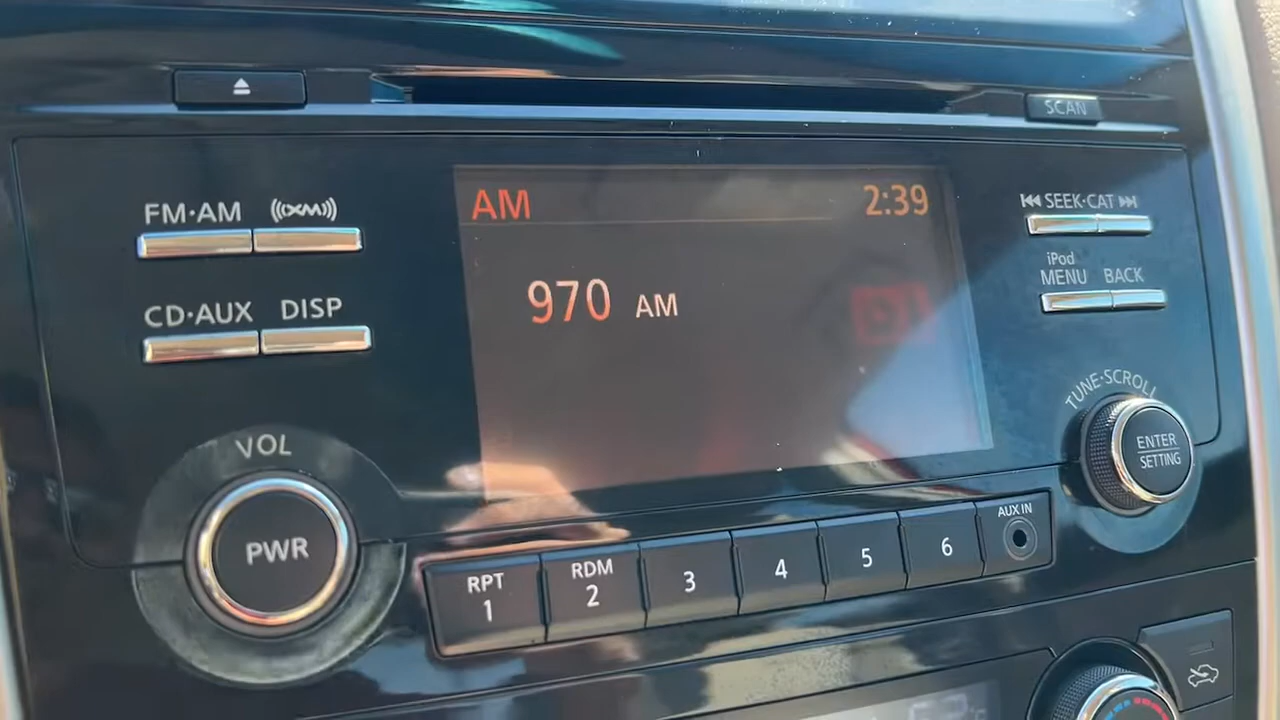 SCAN
FM·AM
((XM))
AM
2:39
SEEK·CAT
iPod
MENU
BACK
970 AM
CD·AUX
DISP
TUNE·SCROLL
VOL
ENTER
SETTING
PWR
RPT
1
RDM
2
3
4
5
6
AUX IN